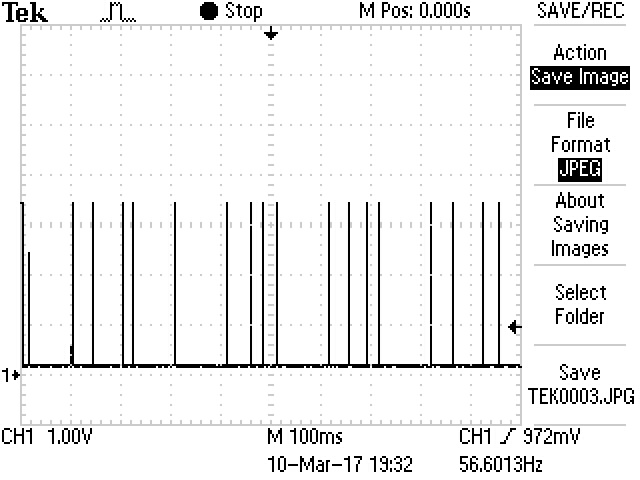 Tek Stop M Pos: 0.000s SAVE/REC
Action
Save Image
File
Format
JPEG
About
Saving
Images
Select
Folder
Save
TEK0003.JPG
1
CH1 1.00V M 100ms CH1 972mV
10-Mar-17 19:32 56.6013Hz